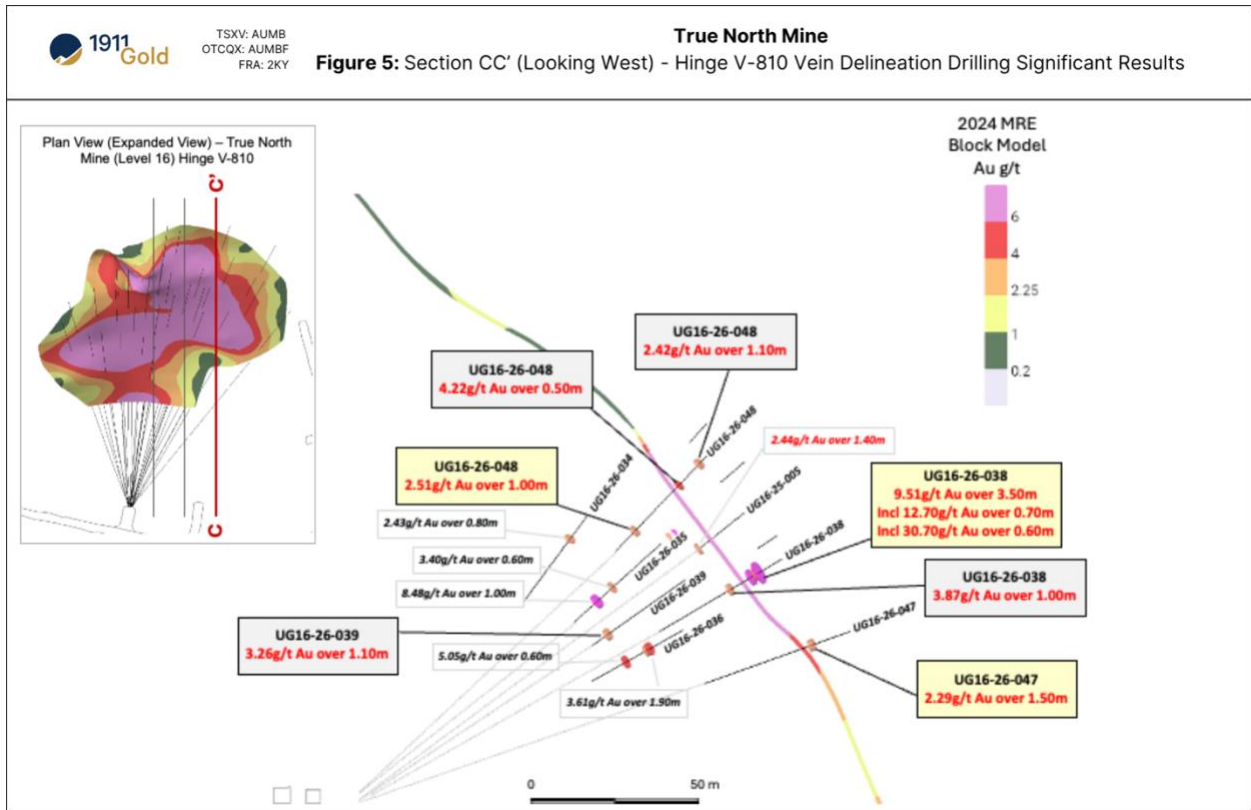 1911
Gold
TSXV: AUMB
OTCQX: AUMBF
FRA: 2KY
True North Mine
Figure 5: Section CC' (Looking West) - Hinge V-810 Vein Delineation Drilling Significant Results
Plan View (Expanded View) – True North
Mine (Level 16) Hinge V-810
C'
C
2024 MRE
Block Model
Au g/t
6
4
2.25
1
0.2
UG16-26-048
2.42g/t Au over 1.10m
UG16-26-048
4.22g/t Au over 0.50m
UG16-26-048
2.44g/t Au over 1.40m
UG16-26-048
2.51g/t Au over 1.00m
UG16-26-034
UG16-25-005
UG16-26-038
9.51g/t Au over 3.50m
Incl 12.70g/t Au over 0.70m
Incl 30.70g/t Au over 0.60m
2.43g/t Au over 0.80m
UG16-26-035
UG16-26-038
3.40g/t Au over 0.60m
8.48g/t Au over 1.00m
UG16-26-039
UG16-26-038
3.87g/t Au over 1.00m
UG16-26-039
3.26g/t Au over 1.10m
UG16-26-036
UG16-26-047
5.05g/t Au over 0.60m
3.61g/t Au over 1.90m
UG16-26-047
2.29g/t Au over 1.50m
0
50 m